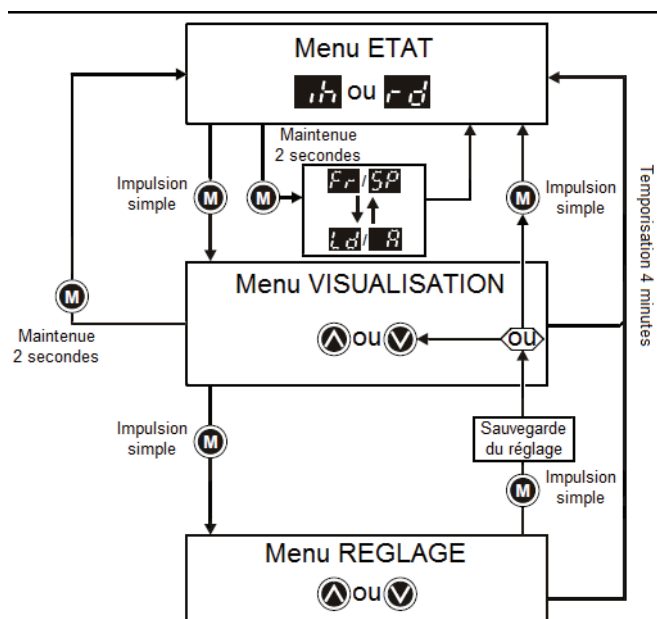 Menu ETAT
ih ou rd
Maintenue
2 secondes
Impulsion
simple
M
M
Fr/SP
Ld/A
M
Impulsion
simple
Temporisation 4 minutes
Menu VISUALISATION
ou
ou
M
Maintenue
2 secondes
Impulsion
simple
M
Sauvegarde
du réglage
M
Impulsion
simple
Menu REGLAGE
ou